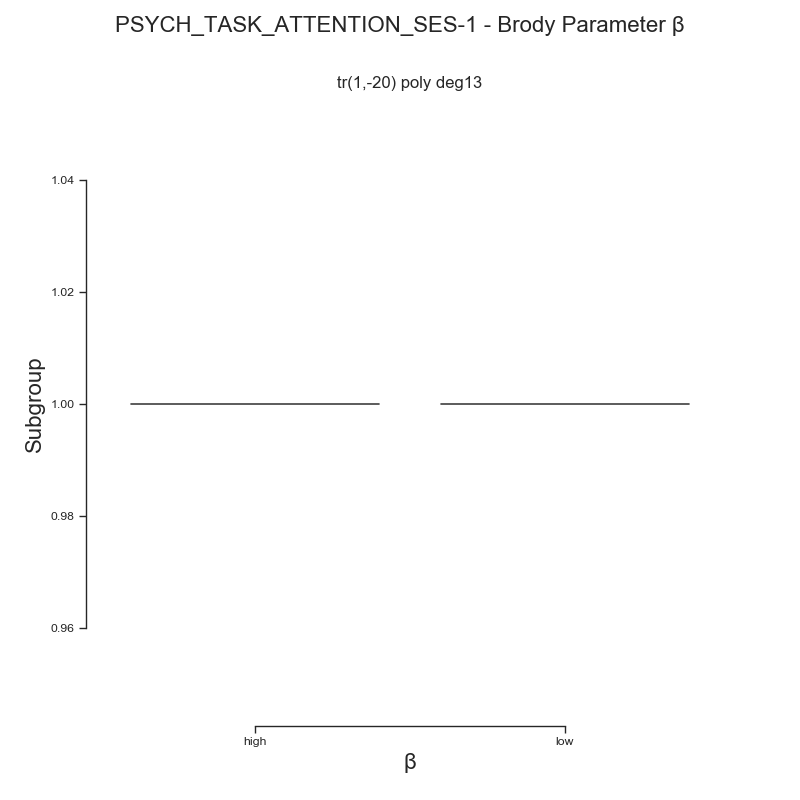 PSYCH_TASK_ATTENTION_SES-1 - Brody Parameter β
tr(1,-20) poly deg13
1.04
1.02
1.00
0.98
0.96
Subgroup
high
low
β